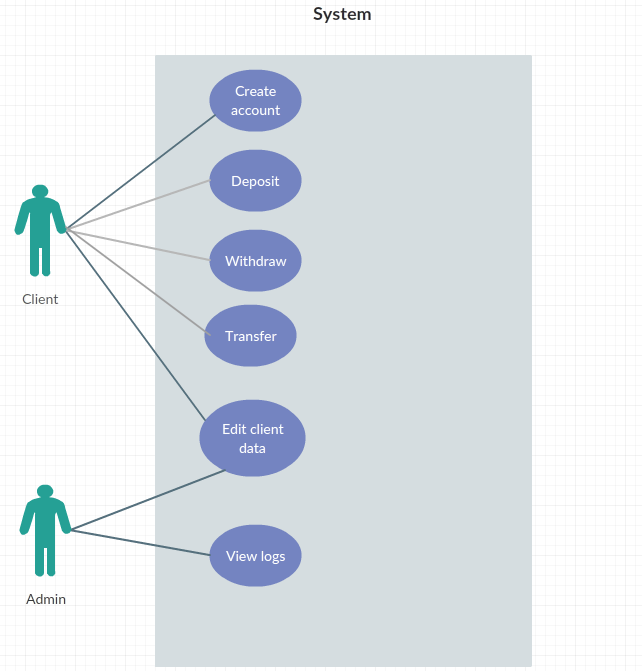 System
Create
account
Deposit
Withdraw
Client
Transfer
Edit client
data
View logs
Admin